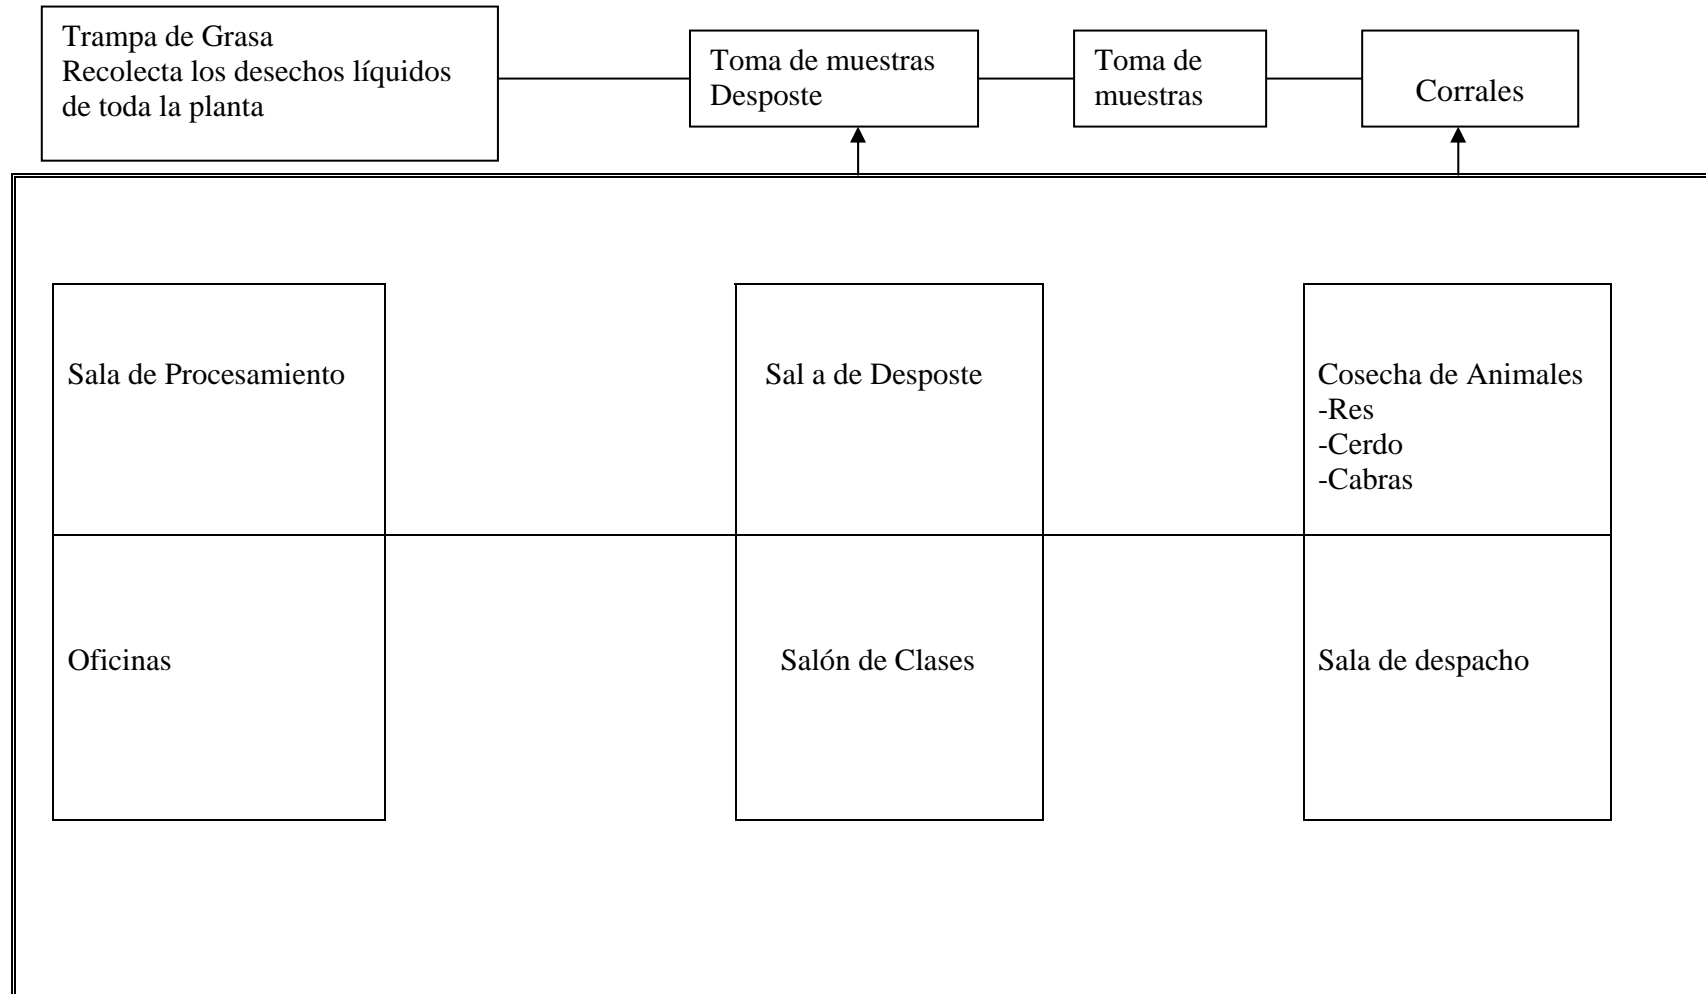 Trampa de Grasa
Recolecta los desechos líquidos
de toda la planta
Toma de muestras
Desposte
Toma de
muestras
Corrales
Sala de Procesamiento
Sal a de Desposte
Cosecha de Animales
-Res
-Cerdo
-Cabras
Oficinas
Salón de Clases
Sala de despacho